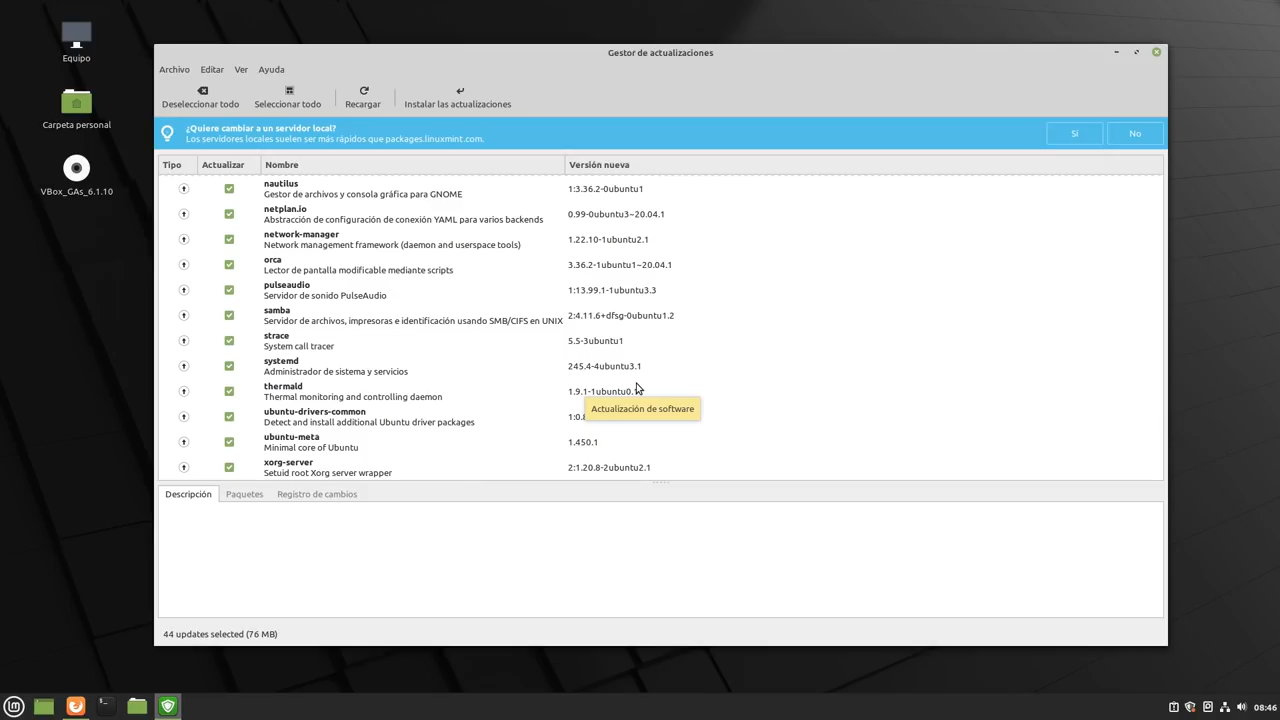 Equipo
Carpeta personal
VBox_GAs_6.1.10
Gestor de actualizaciones
Archivo Editar Ver Ayuda
Deseleccionar todo Seleccionar todo Recargar Instalar las actualizaciones
¿Quiere cambiar a un servidor local?
Los servidores locales suelen ser más rápidos que packages.linuxmint.com.
Sí No
Tipo Actualizar Nombre Versión nueva
nautilus
Gestor de archivos y consola gráfica para GNOME 1:3.36.2-0ubuntu1
netplan.io
Abstracción de configuración de conexión YAML para varios backends 0.99-0ubuntu3~20.04.1
network-manager
Network management framework (daemon and userspace tools) 1.22.10-1ubuntu2.1
orca
Lector de pantalla modificable mediante scripts 3.36.2-1ubuntu1~20.04.1
pulseaudio
Servidor de sonido PulseAudio 1:13.99.1-1ubuntu3.3
samba
Servidor de archivos, impresoras e identificación usando SMB/CIFS en UNIX 2:4.11.6+dfsg-0ubuntu1.2
strace
System call tracer 5.5-3ubuntu1
systemd
Administrador de sistema y servicios 245.4-4ubuntu3.1
thermald
Thermal monitoring and controlling daemon 1.9.1-1ubuntu0.
Actualización de software
ubuntu-drivers-common
Detect and install additional Ubuntu driver packages 1:0.
ubuntu-meta
Minimal core of Ubuntu 1.450.1
xorg-server
Setuid root Xorg server wrapper 2:1.20.8-2ubuntu2.1
Descripción Paquetes Registro de cambios
44 updates selected (76 MB)
08:46